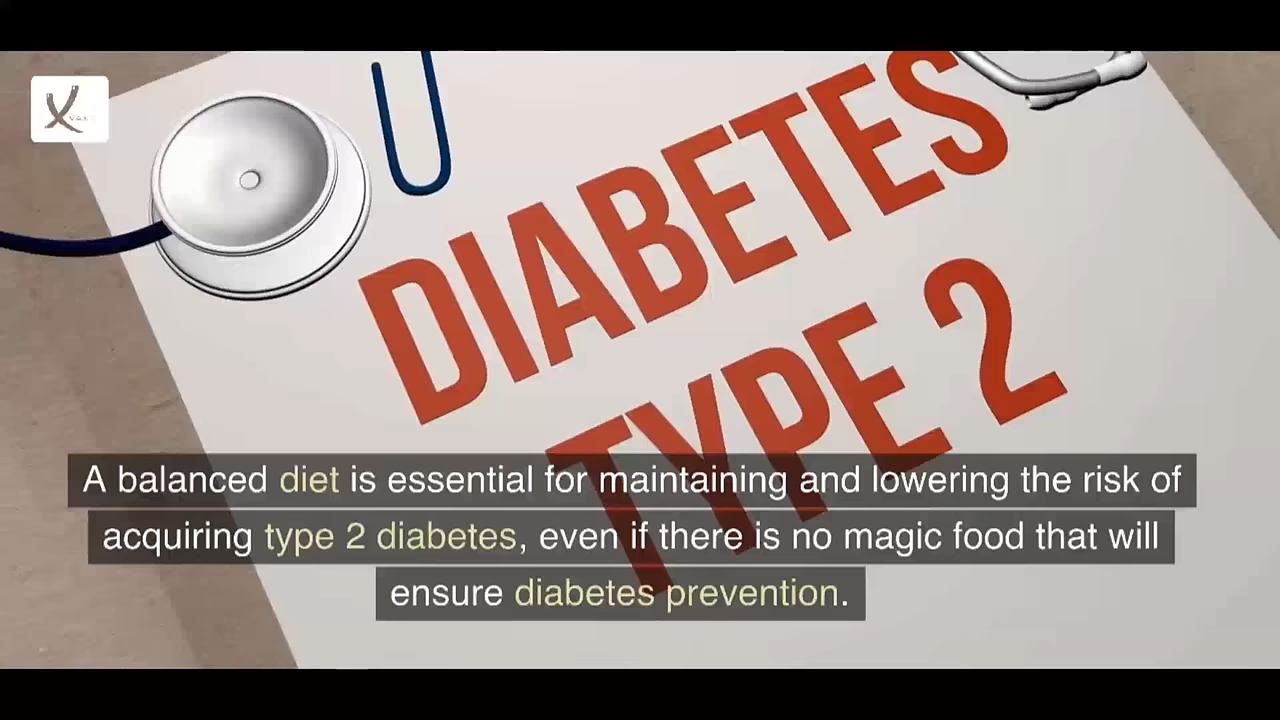 DIABETES
TYPE 2
A balanced diet is essential for maintaining and lowering the risk of
acquiring type 2 diabetes, even if there is no magic food that will
ensure diabetes prevention.